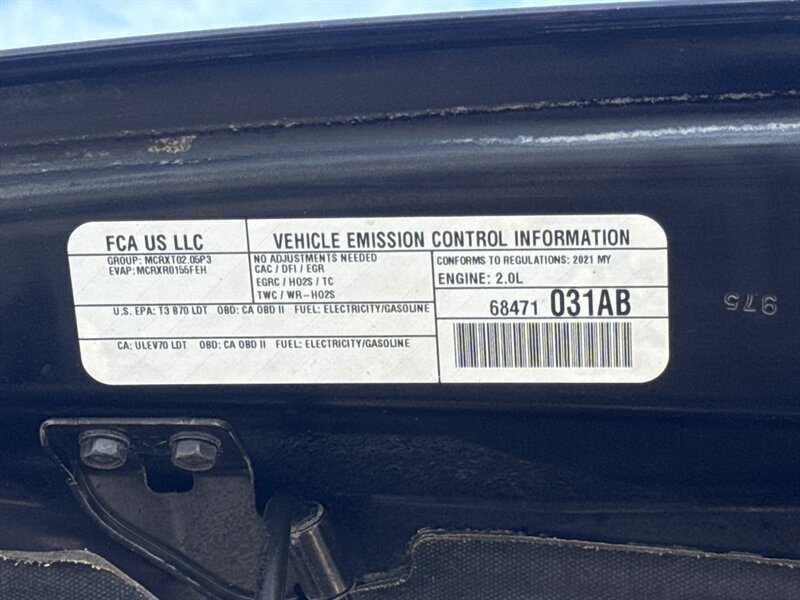 FCA US LLC
GROUP: MCRXT02.05P3
EVAP: MCRXR0155FEH
VEHICLE EMISSION CONTROL INFORMATION
NO ADJUSTMENTS NEEDED
CAC / DFI / EGR
EGRC / HO2S / TC
TWC / WR-HO2S
CONFORMS TO REGULATIONS: 2021 MY
ENGINE: 2.0L
U.S. EPA: T3 B70 LDT OBD: CA OBD II FUEL: ELECTRICITY/GASOLINE
68471 031AB
CA: ULEV70 LDT OBD: CA OBD II FUEL: ELECTRICITY/GASOLINE
975